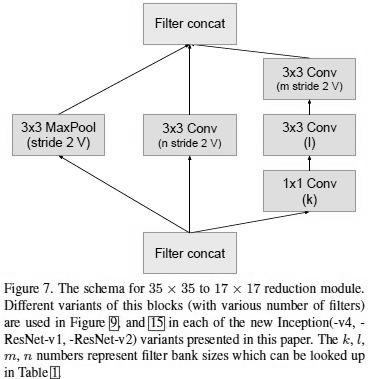 Filter concat
3x3 Conv
(m stride 2 V)
3x3 MaxPool
(stride 2 V)
3x3 Conv
(n stride 2 V)
3x3 Conv
(l)
1x1 Conv
(k)
Filter concat
Figure 7. The schema for 35 × 35 to 17 × 17 reduction module.
Different variants of this blocks (with various number of filters)
are used in Figure 9, and 15 in each of the new Inception(-v4, -
ResNet-v1, -ResNet-v2) variants presented in this paper. The k, l,
m, n numbers represent filter bank sizes which can be looked up
in Table 1.